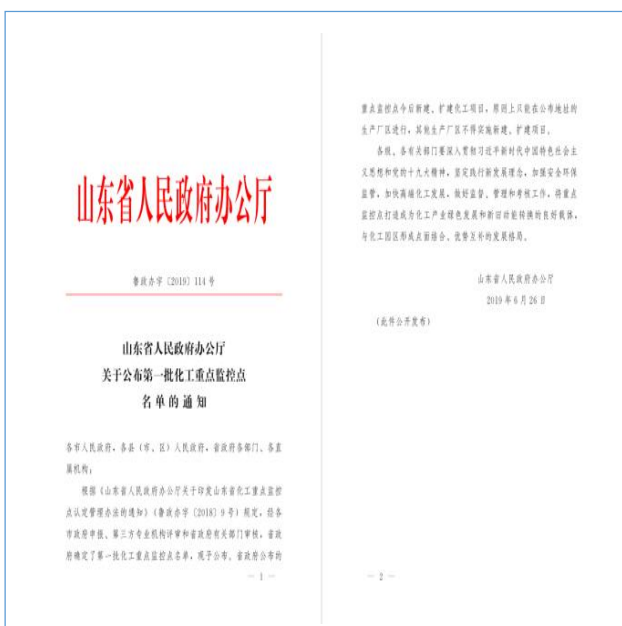 山东省人民政府办公厅
鲁政办字〔2019〕114 号
山东省人民政府办公厅
关于公布第一批化工重点监控点
名单的通知
各市人民政府，各县（市、区）人民政府，省政府各部门、各直
属机构：
根据《山东省人民政府办公厅关于印发山东省化工重点监控
点认定管理办法的通知》（鲁政办字〔2018〕9 号）规定，经各
市政府申报、第三方专业机构评审和省政府有关部门审核，省政
府确定了第一批化工重点监控点名单，现予公布。省政府公布的
— 1 —
重点监控点今后新建、扩建化工项目，原则上只能在公布地址的
生产厂区进行，其他生产厂区不得实施新建、扩建项目。
各级、各有关部门要深入贯彻习近平新时代中国特色社会主
义思想和党的十九大精神，坚定践行新发展理念，加强安全环保
监管，加快高端化工发展，做好监督、管理和考核工作，将重点
监控点打造成为化工产业绿色发展和新旧动能转换的良好载体，
与化工园区形成点面结合、优势互补的发展格局。
山东省人民政府办公厅
2019 年 6 月 26 日
（此件公开发布）
— 2 —